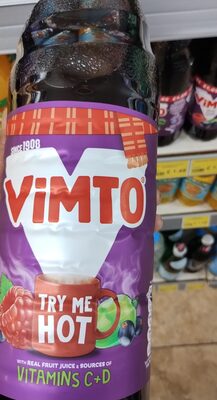 SINCE 1908
ViMTO
TRY ME
HOT
WITH REAL FRUIT JUICE & SOURCES OF
VITAMINS C+D